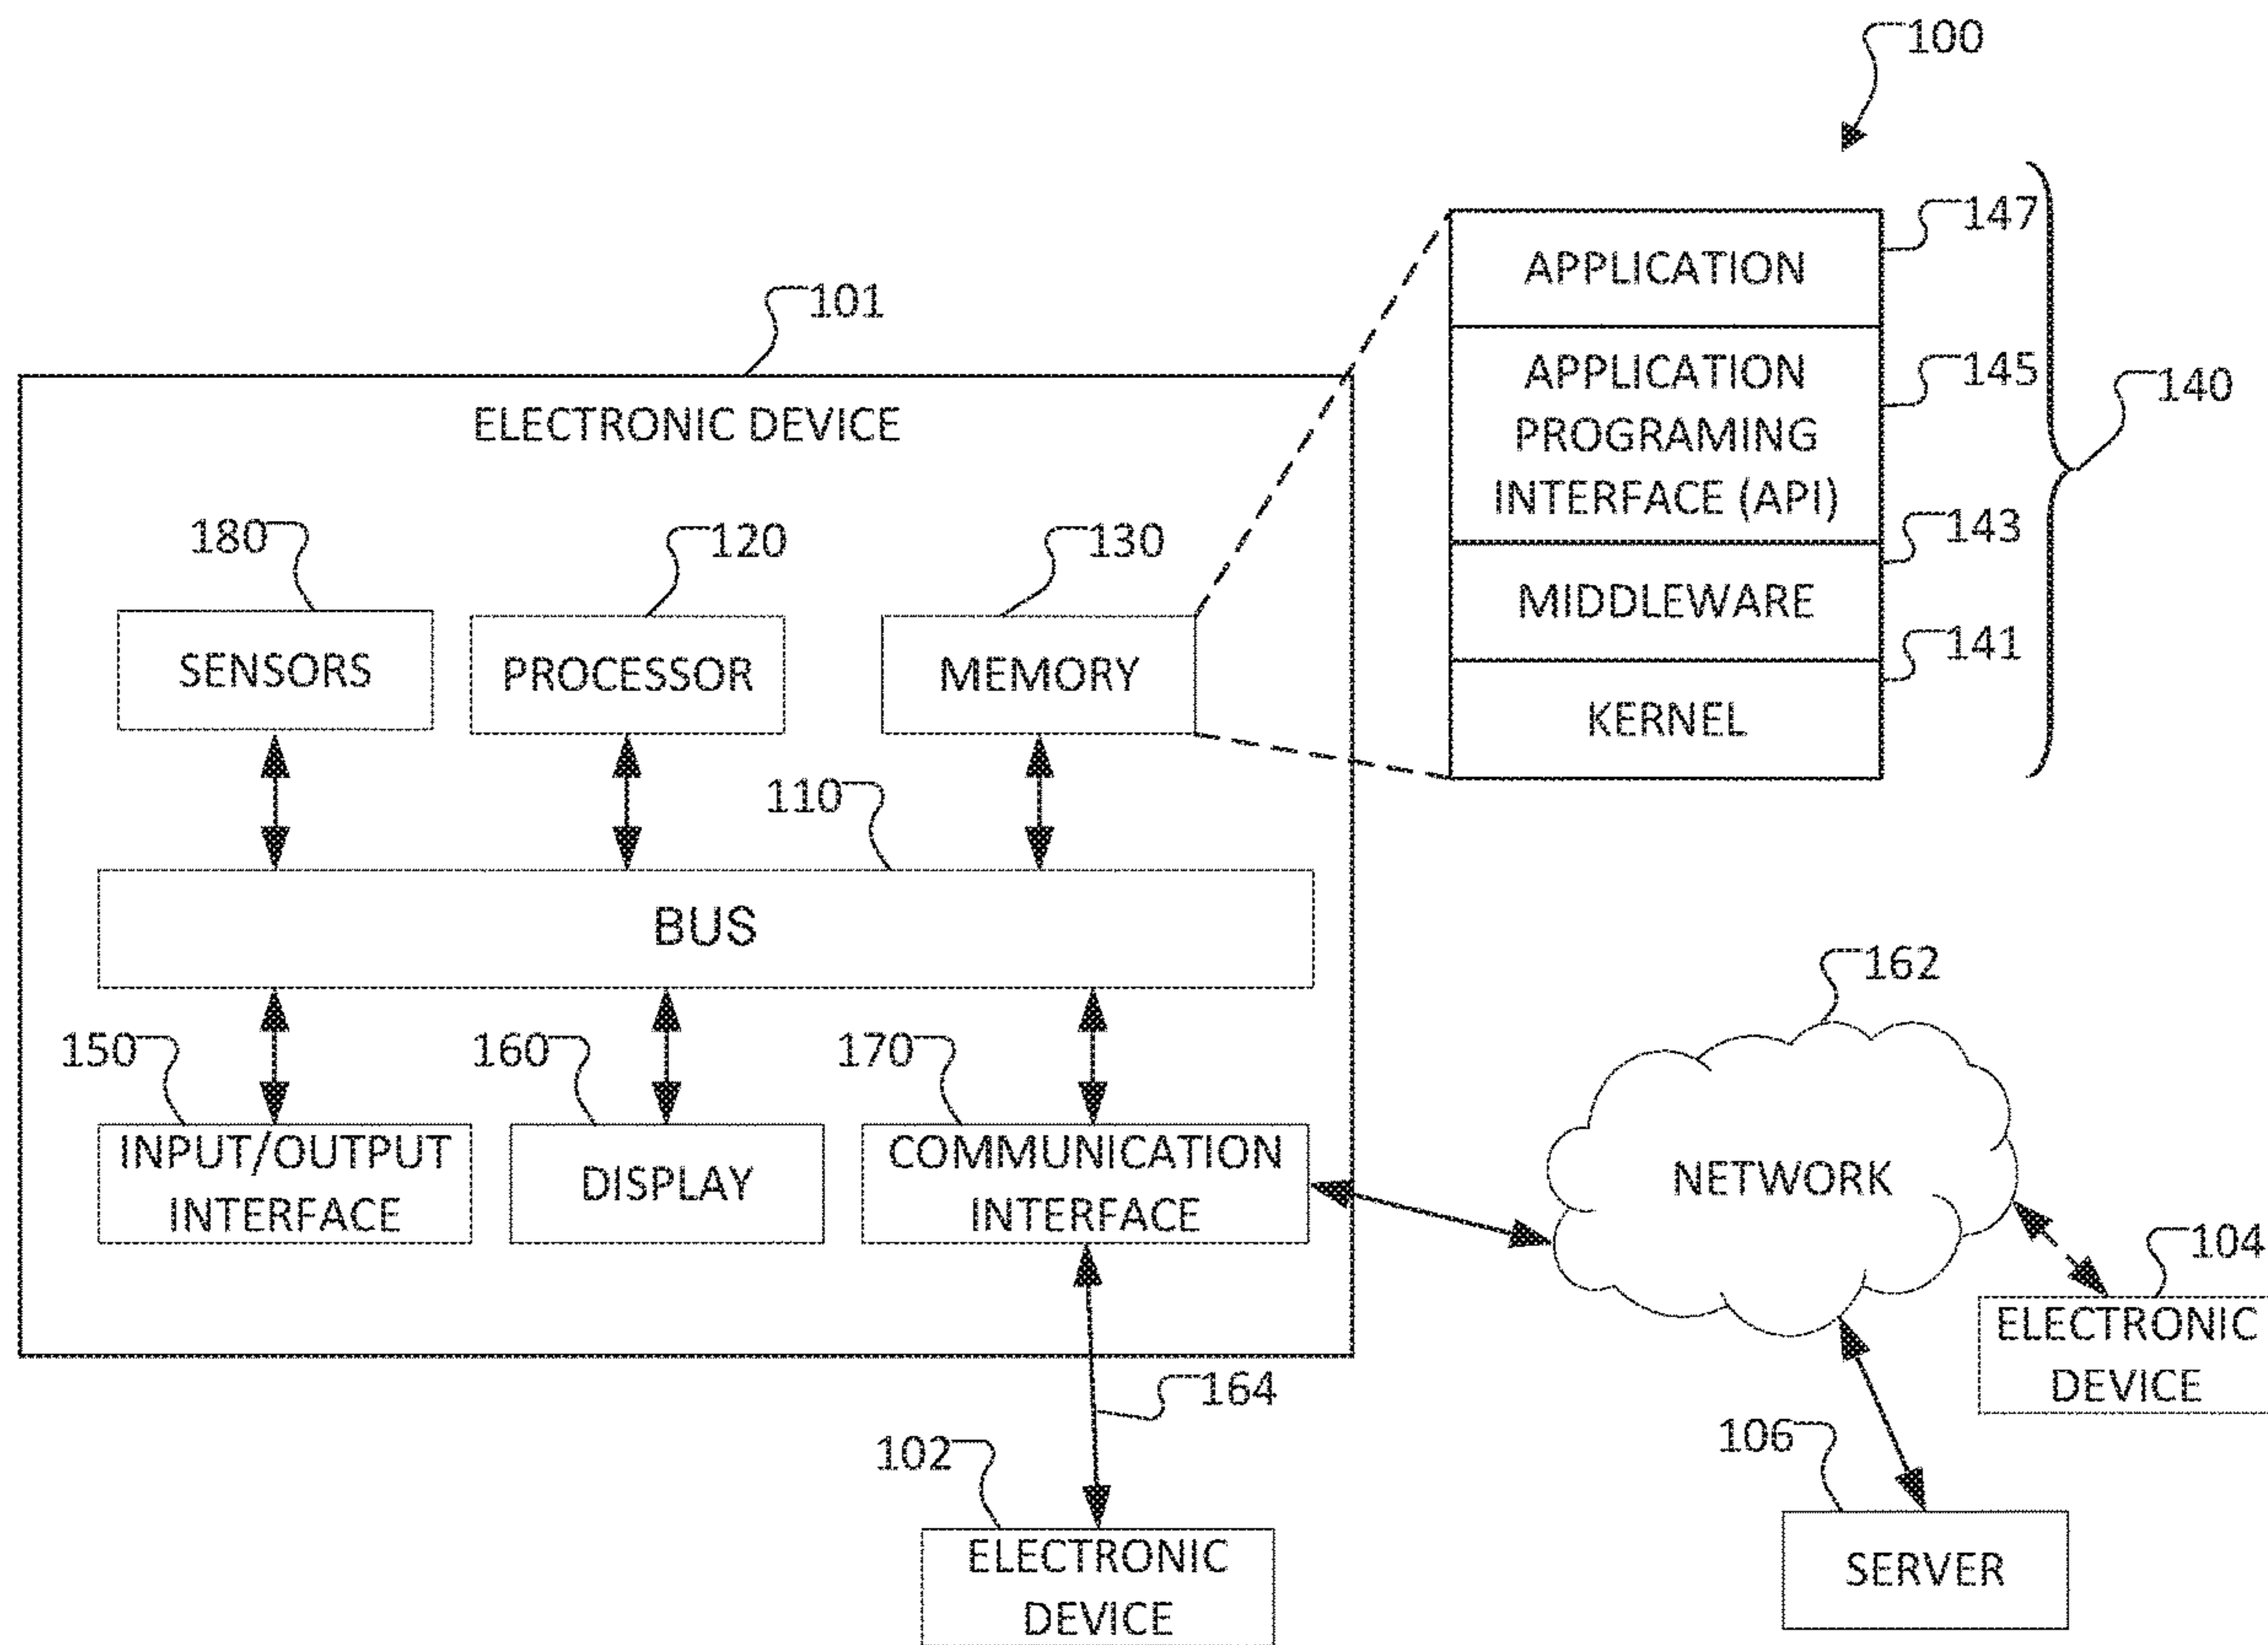 100
147
APPLICATION
101
APPLICATION
PROGRAMING
INTERFACE (API)
145
140
ELECTRONIC DEVICE
180
120
130
143
MIDDLEWARE
141
SENSORS
PROCESSOR
MEMORY
KERNEL
110
BUS
162
150
160
170
INPUT/OUTPUT
INTERFACE
DISPLAY
COMMUNICATION
INTERFACE
NETWORK
104
ELECTRONIC
DEVICE
164
102
106
ELECTRONIC
DEVICE
SERVER